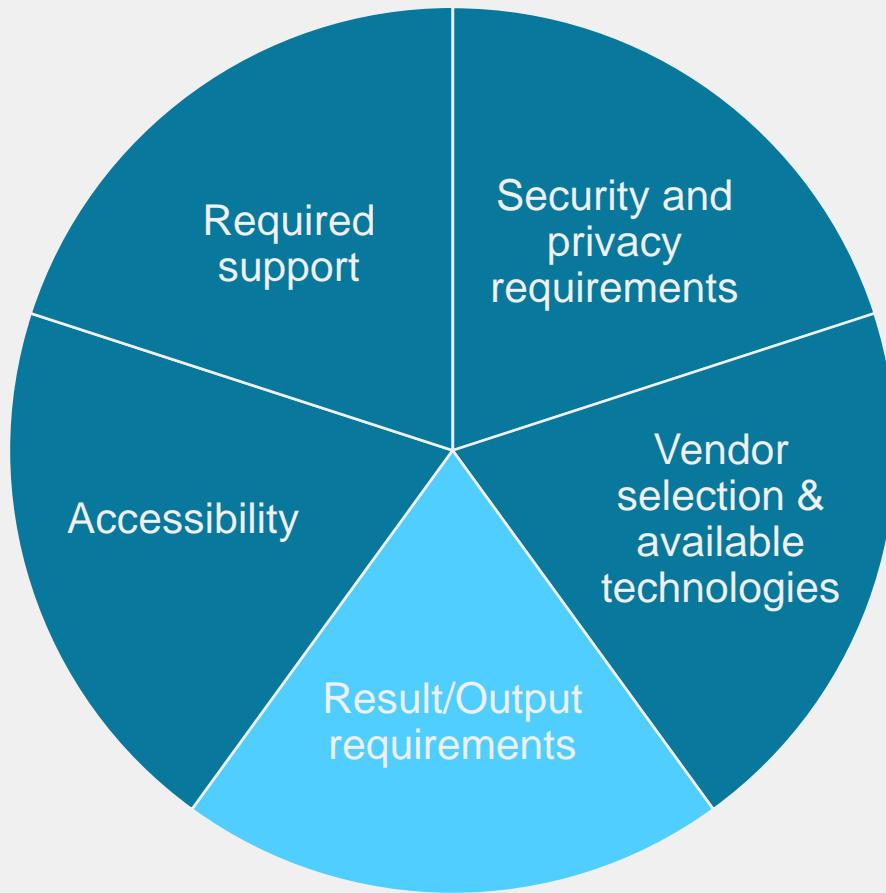 Required
support
Security and
privacy
requirements
Accessibility
Vendor
selection &
available
technologies
Result/Output
requirements